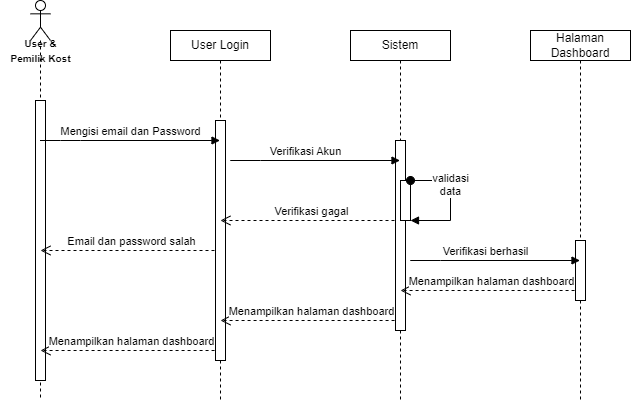 User &
Pemilik Kost
User Login
Sistem
Halaman
Dashboard
Mengisi email dan Password
Verifikasi Akun
validasi
data
Verifikasi gagal
Email dan password salah
Verifikasi berhasil
Menampilkan halaman dashboard
Menampilkan halaman dashboard
Menampilkan halaman dashboard